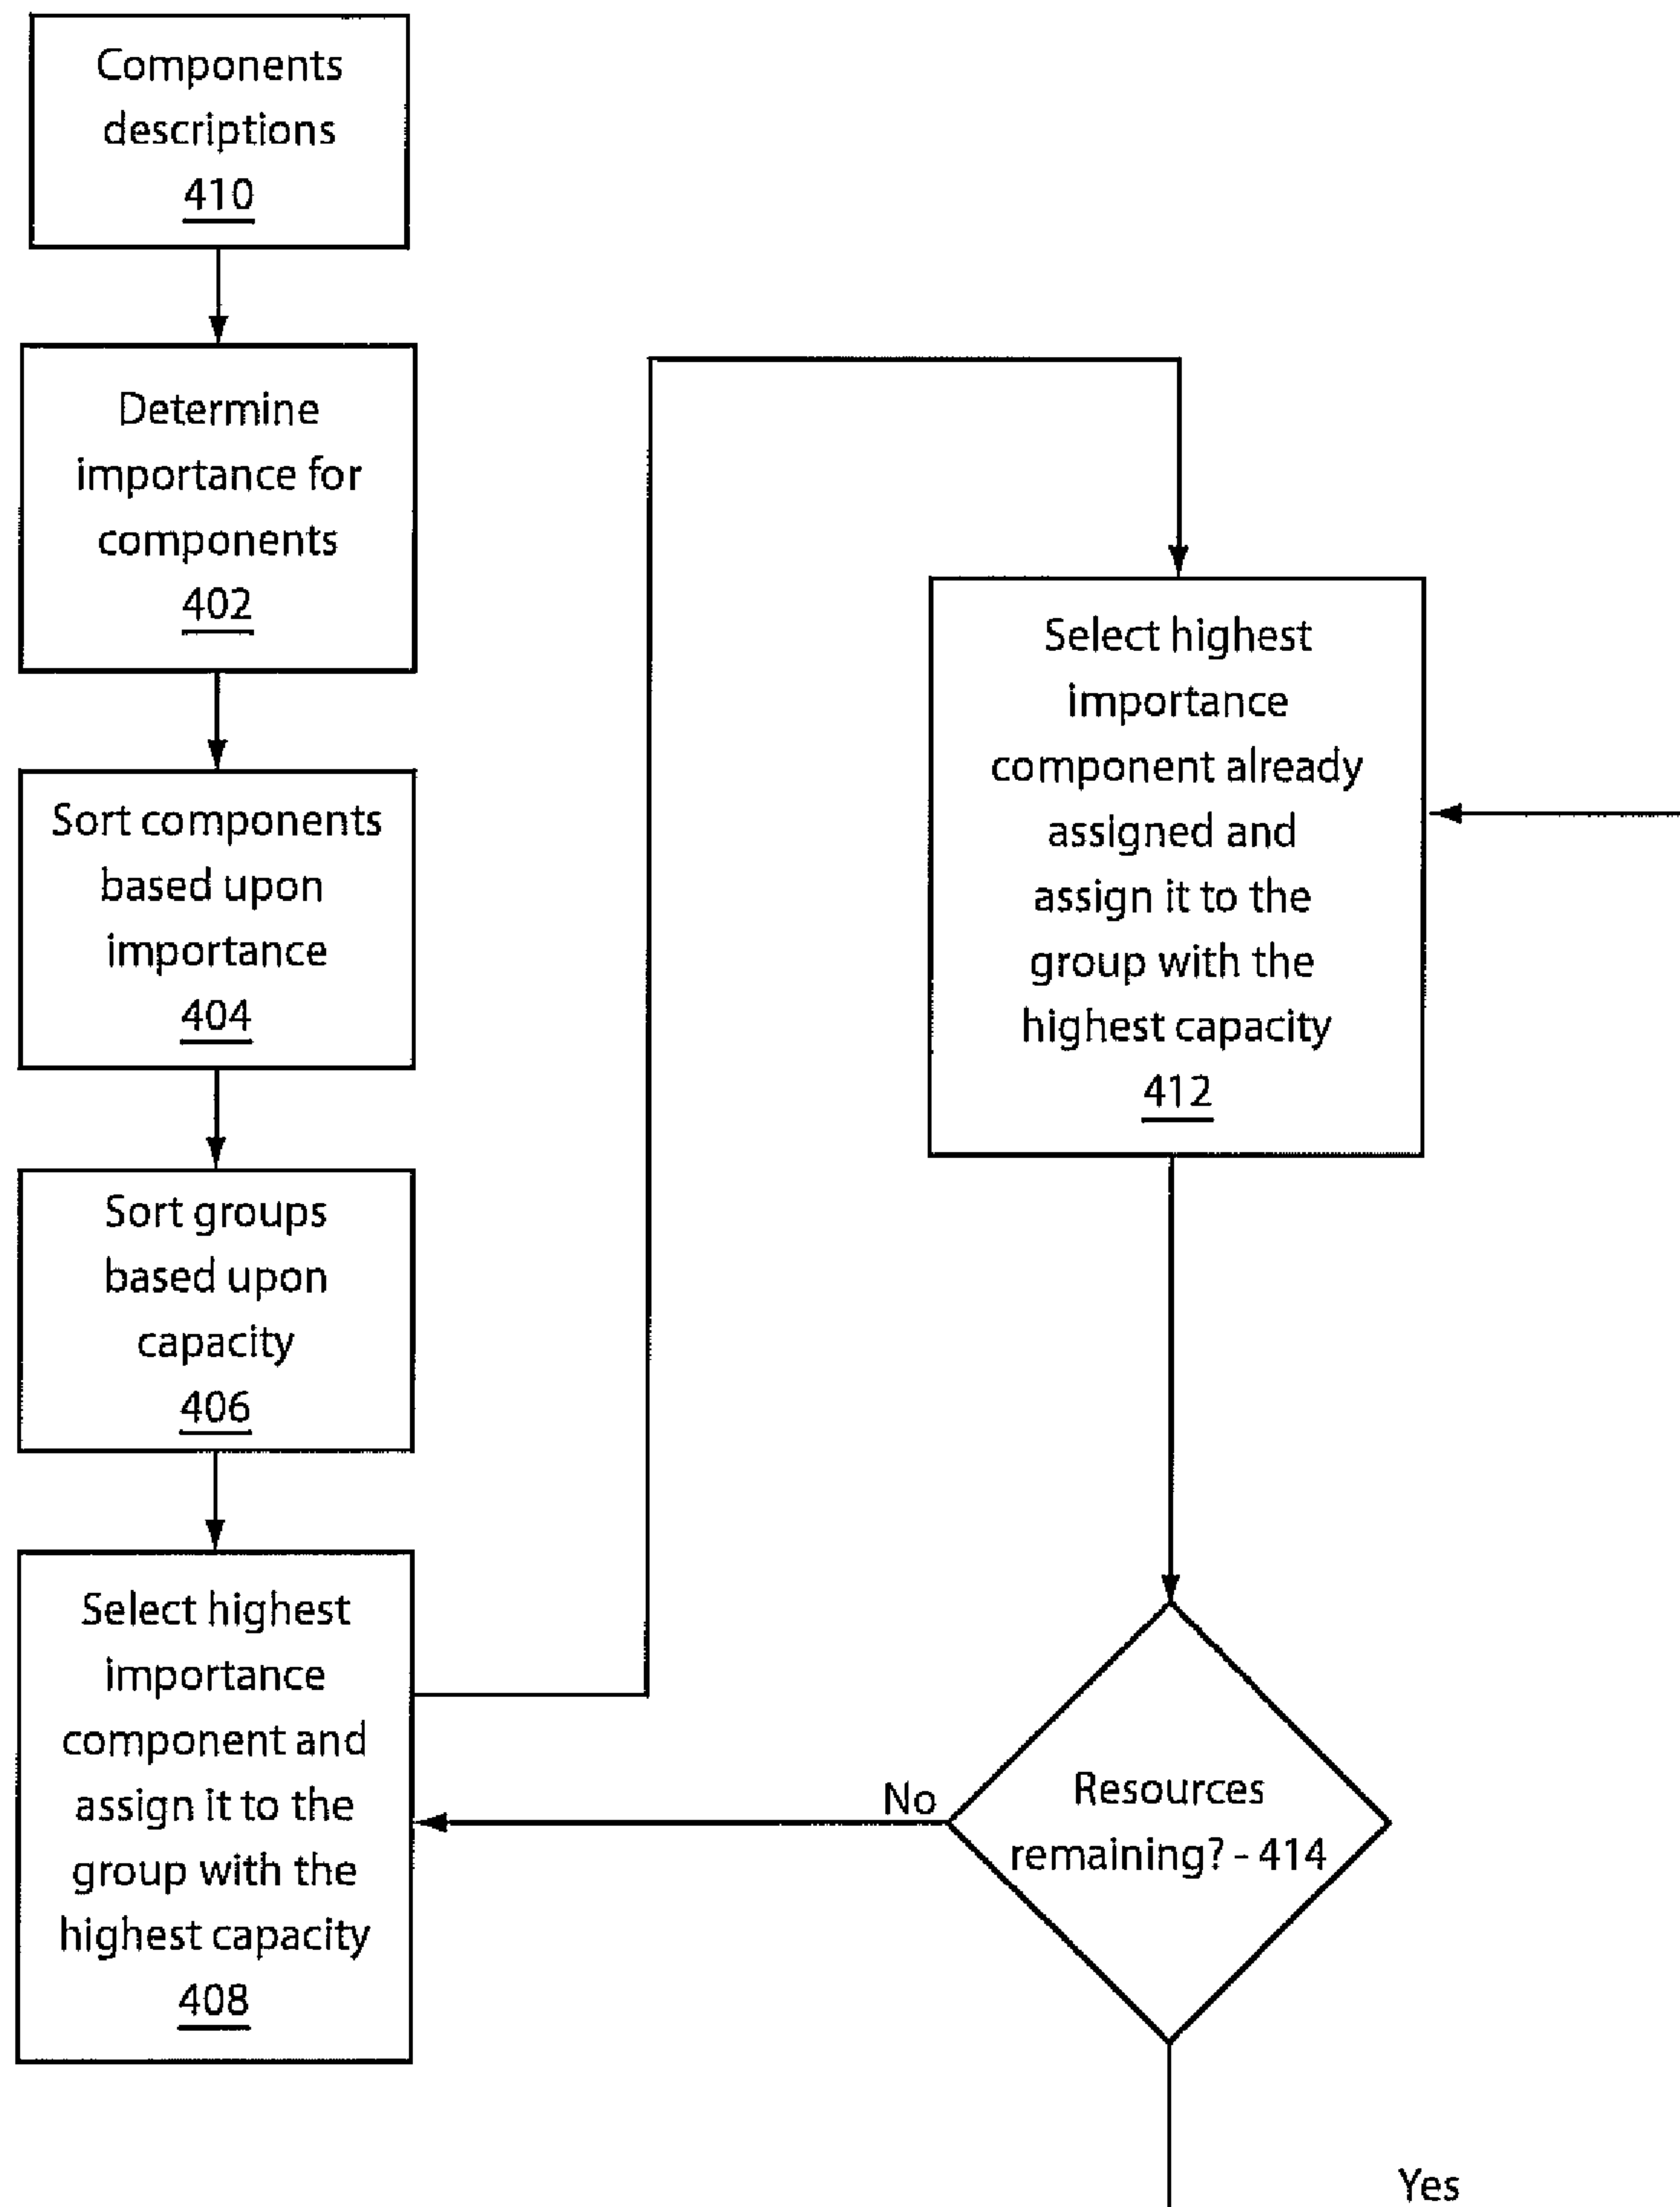 Components
descriptions
410
Determine
importance for
components
402
Sort components
based upon
importance
404
Sort groups
based upon
capacity
406
Select highest
importance
component and
assign it to the
group with the
highest capacity
408
Select highest
importance
component already
assigned and
assign it to the
group with the
highest capacity
412
No
Resources
remaining? - 414
Yes